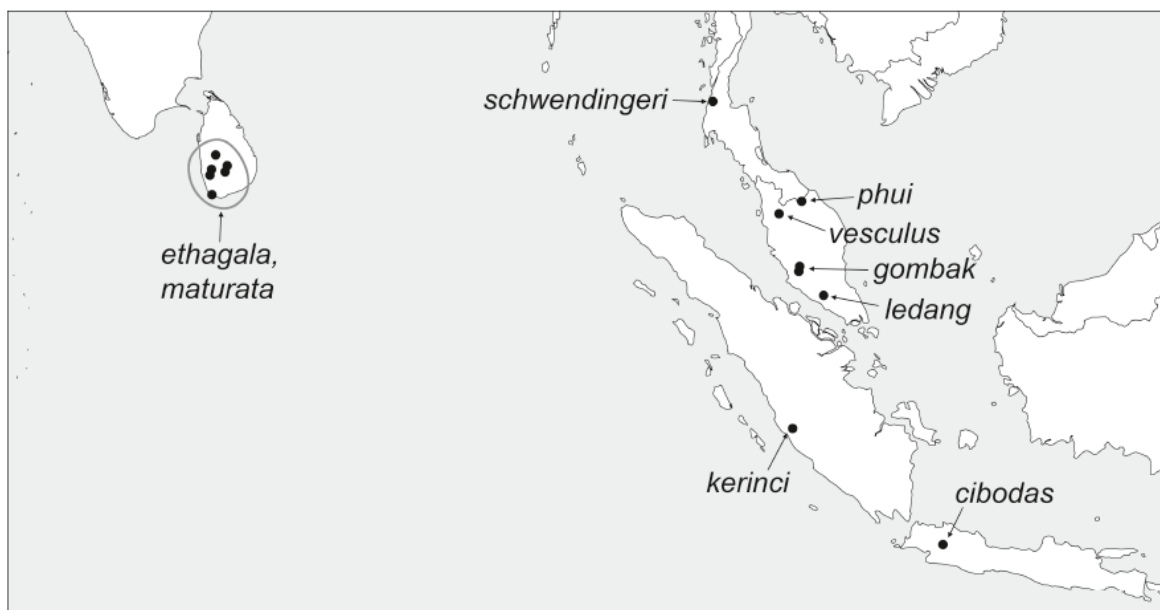 schwendingeri
phui
vesculus
ethagala,
maturata
gombak
ledang
kerinci
cibodas